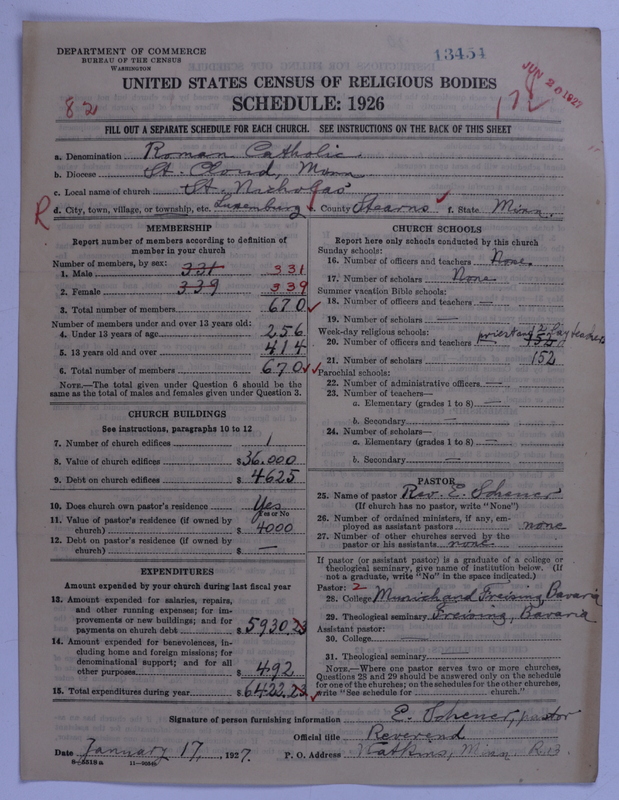 DEPARTMENT OF COMMERCE
BUREAU OF THE CENSUS
WASHINGTON
13454
JUN 20 1927
UNITED STATES CENSUS OF RELIGIOUS BODIES
SCHEDULE: 1926
82
FILL OUT A SEPARATE SCHEDULE FOR EACH CHURCH. SEE INSTRUCTIONS ON THE BACK OF THIS SHEET
a. Denomination Roman Catholic.
b. Diocese St. Cloud, Minn
c. Local name of church St. Nicholas
R d. City, town, village, or township, etc. Luxemburg e. County Stearns f. State Minn.
MEMBERSHIP
Report number of members according to definition of member in your church
Number of members, by sex:
1. Male 331 331
2. Female 339 339
3. Total number of members 670
Number of members under and over 13 years old:
4. Under 13 years of age 256
5. 13 years old and over 414
6. Total number of members 670
NOTE.—The total given under Question 6 should be the
same as the total of males and females given under Question 3.
CHURCH BUILDINGS
See instructions, paragraphs 10 to 12
7. Number of church edifices 1
8. Value of church edifices $36.000
9. Debt on church edifices $4625
10. Does church own pastor's residence Yes
Yes or No
11. Value of pastor's residence (if owned by
church) $4000
12. Debt on pastor's residence (if owned by
church) $ —
EXPENDITURES
Amount expended by your church during last fiscal year
13. Amount expended for salaries, repairs,
and other running expenses; for im-
provements or new buildings; and for
payments on church debt $5930.23
14. Amount expended for benevolences, in-
cluding home and foreign missions; for
denominational support; and for all
other purposes $492
15. Total expenditures during year $6422.23
CHURCH SCHOOLS
Report here only schools conducted by this church
Sunday schools:
16. Number of officers and teachers None.
17. Number of scholars None
Summer vacation Bible schools:
18. Number of officers and teachers —
19. Number of scholars —
Week-day religious schools: priest and 2 lay teachers
20. Number of officers and teachers — 152
21. Number of scholars 152
Parochial schools:
22. Number of administrative officers —
23. Number of teachers—
a. Elementary (grades 1 to 8) —
b. Secondary —
24. Number of scholars—
a. Elementary (grades 1 to 8) —
b. Secondary —
PASTOR
25. Name of pastor Rev. E.
(If church has no pastor, write "None")
26. Number of ordained ministers, if any, em-
ployed as assistant pastors none
27. Number of other churches served by the
pastor or his assistants none
If pastor (or assistant pastor) is a graduate of a college or
theological seminary, give name of institution below. (If
not a graduate, write "No" in the space indicated.)
Pastor: 2
28. College Munich and Freising Bavaria
29. Theological seminary Freising, Bavaria
Assistant pastor:
30. College
31. Theological seminary
NOTE.—Where one pastor serves two or more churches,
Questions 28 and 29 should be answered only on the schedule
for one of the churches; on the schedules for the other churches,
write "See schedule for church."
Signature of person furnishing information E. pastor
Official title Reverend
Date January 17, 1927. P. O. Address Watkins, Minn. R.3.